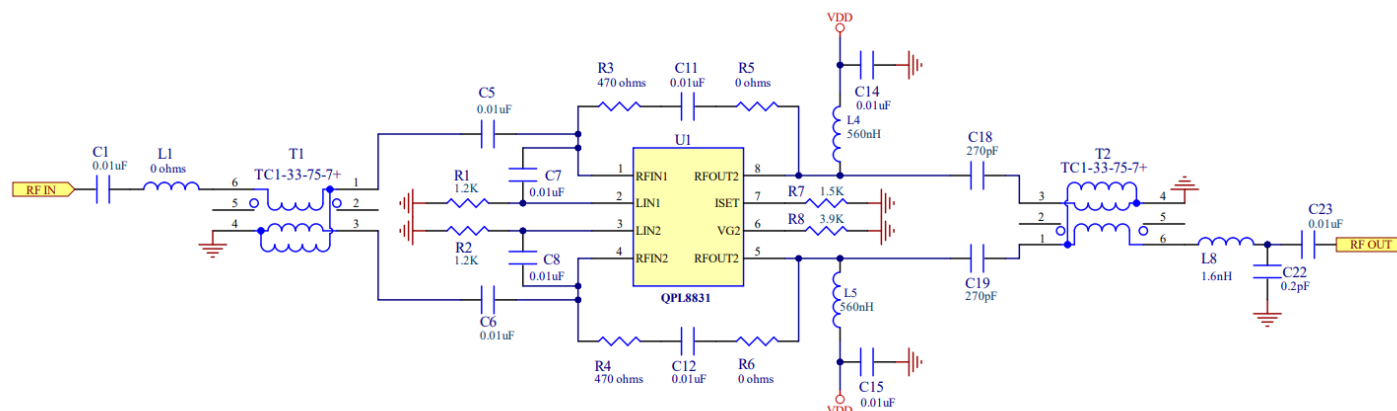 VDD
R3
470 ohms
C11
0.01uF
R5
0 ohms
C14
0.01uF
C5
0.01uF
L4
560nH
U1
C18
270pF
T2
TC1-33-75-7+
C1
0.01uF
L1
0 ohms
T1
TC1-33-75-7+
RF IN
6
5
4
1
2
3
C7
0.01uF
R1
1.2K
R2
1.2K
C8
0.01uF
1
2
3
4
RFIN1
LIN1
LIN2
RFIN2
RFOUT2
ISET
VG2
RFOUT2
8
7
6
5
QPL8831
R7
1.5K
R8
3.9K
3
2
1
4
5
6
C23
0.01uF
RF OUT
L8
1.6nH
C22
0.2pF
C19
270pF
L5
560nH
C6
0.01uF
R4
470 ohms
C12
0.01uF
R6
0 ohms
C15
0.01uF
VDD